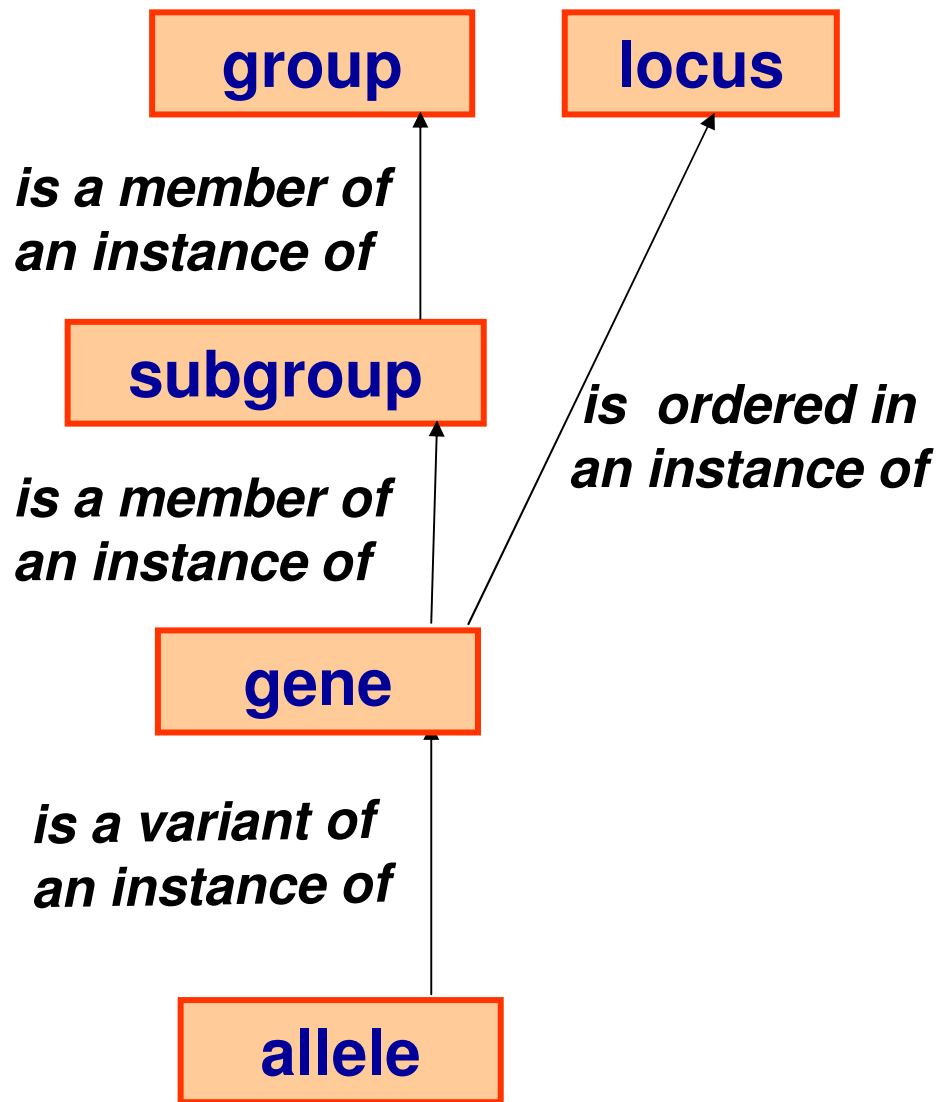 group
locus
is a member of
an instance of
subgroup
is ordered in
an instance of
is a member of
an instance of
gene
is a variant of
an instance of
allele